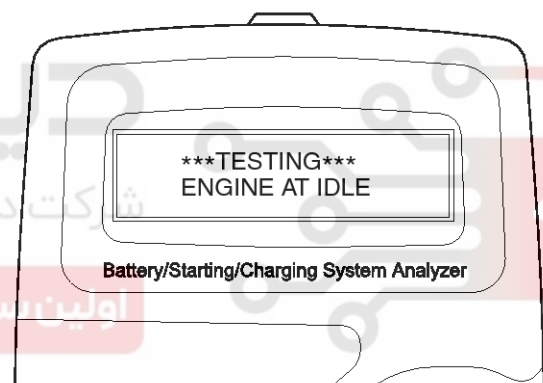 ***TESTING***
ENGINE AT IDLE
Battery/Starting/Charging System Analyzer
شرکت د
اولین س